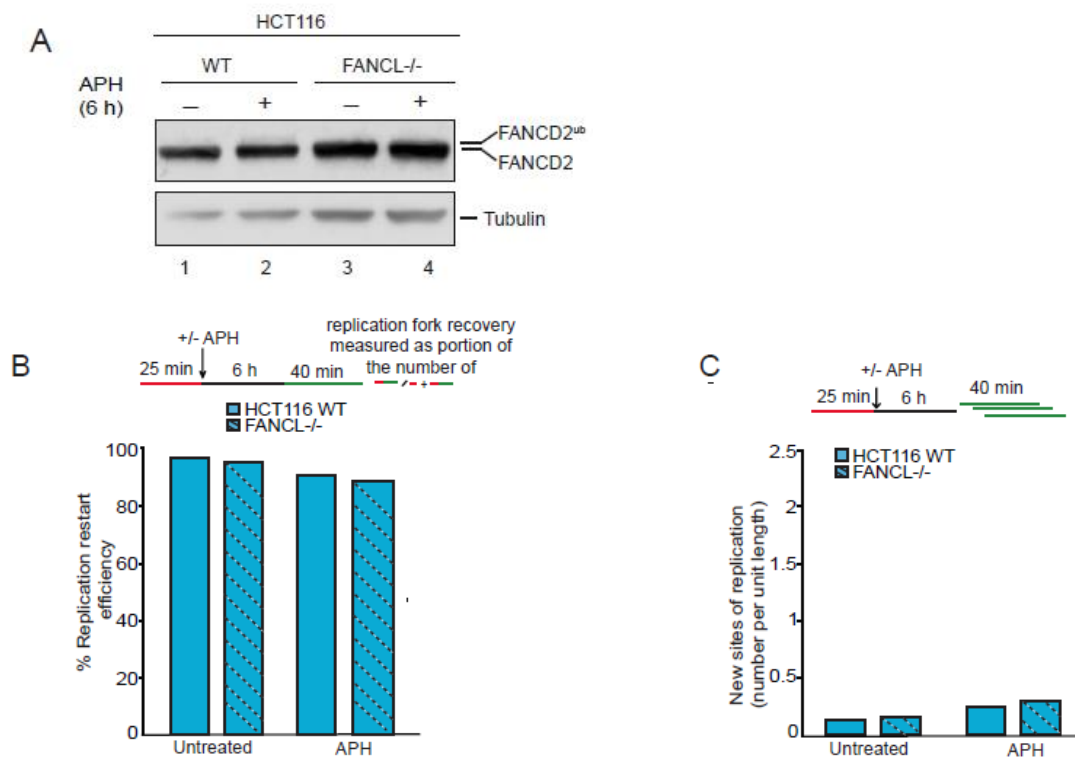 A
HCT116
WT FANCL-/-
APH
(6 h)
– + – +
FANCD2ᵘᵇ
FANCD2
Tubulin
1 2 3 4
B
+/- APH
25 min 6 h 40 min
replication fork recovery
measured as portion of
the number of
/ +
HCT116 WT
FANCL-/-
% Replication restart
efficiency
100
80
60
40
20
0
Untreated APH
C
+/- APH
25 min 6 h 40 min
HCT116 WT
FANCL-/-
New sites of replication
(number per unit length)
2.5
2
1.5
1
0.5
0
Untreated APH